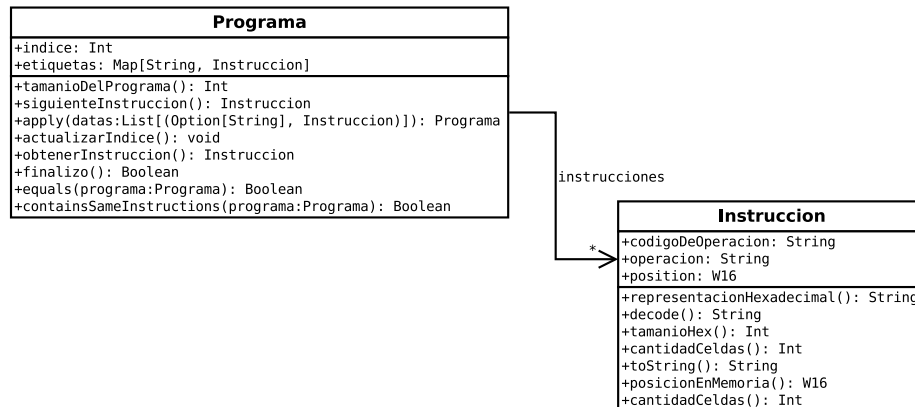 Programa
+indice: Int
+etiquetas: Map[String, Instruccion]
+tamanioDelPrograma(): Int
+siguienteInstruccion(): Instruccion
+apply(datas:List[(Option[String], Instruccion)]): Programa
+actualizarIndice(): void
+obtenerInstruccion(): Instruccion
+finalizo(): Boolean
+equals(programa:Programa): Boolean
+containsSameInstructions(programa:Programa): Boolean
instrucciones
*
Instruccion
+codigoDeOperacion: String
+operacion: String
+position: W16
+representacionHexadecimal(): String
+decode(): String
+tamanioHex(): Int
+cantidadCeldas(): Int
+toString(): String
+posicionEnMemoria(): W16
+cantidadCeldas(): Int